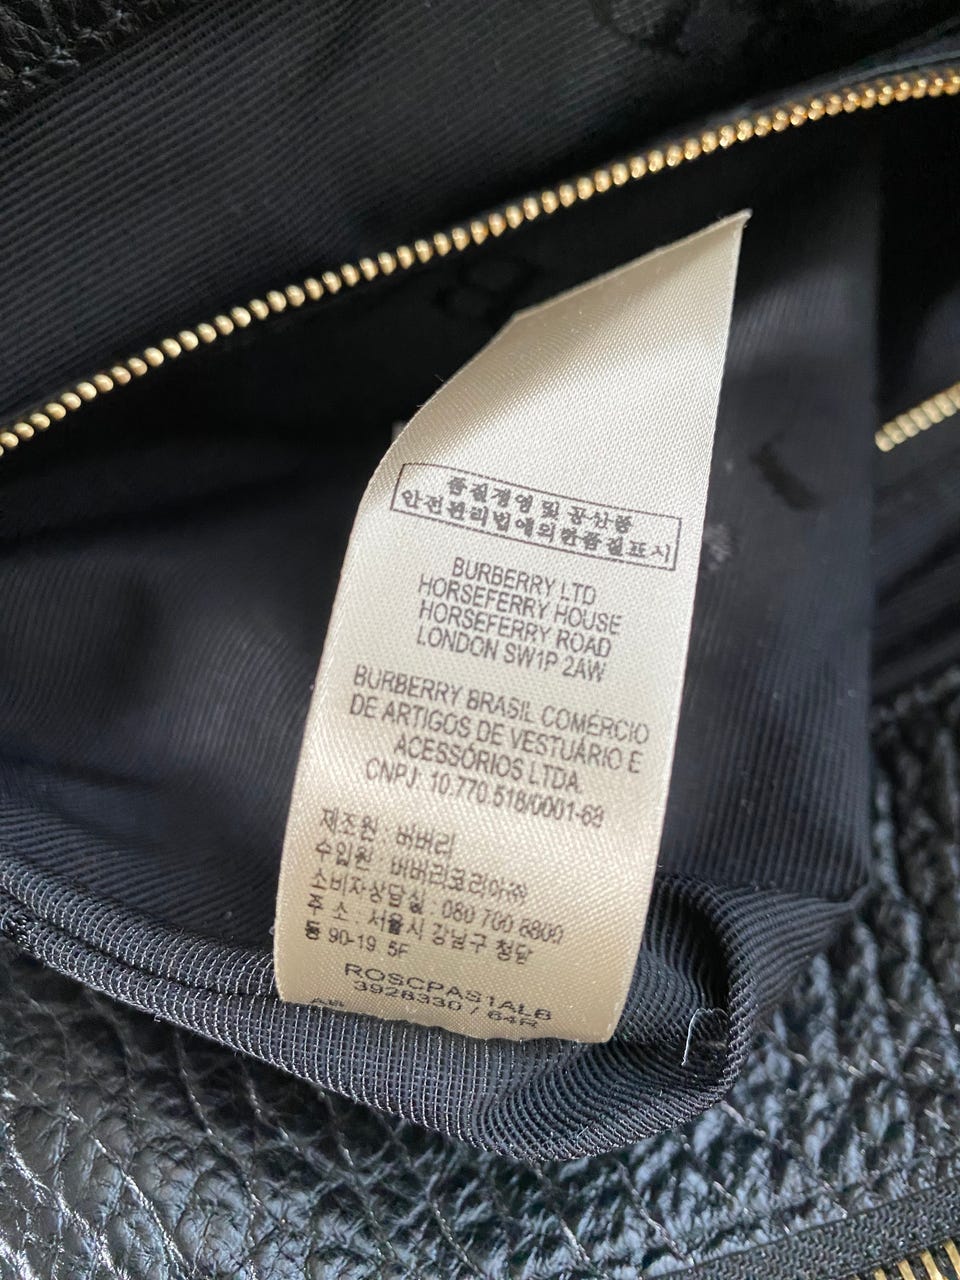 품질경영 및 공산품
안전관리법에의한품질표시
BURBERRY LTD
HORSEFERRY HOUSE
HORSEFERRY ROAD
LONDON SW1P 2AW
BURBERRY BRASIL COMÉRCIO
DE ARTIGOS DE VESTUÁRIO E
ACESSÓRIOS LTDA
CNPJ: 10.770.518/0001-69
제조원 : 버버리
수입원 : 버버리코리아㈜
소비자상담실 : 080 700 8800
주 소 : 서울시 강남구 청담
동 90-19 5F
ROSCPAS1ALB
3928330 / 64R